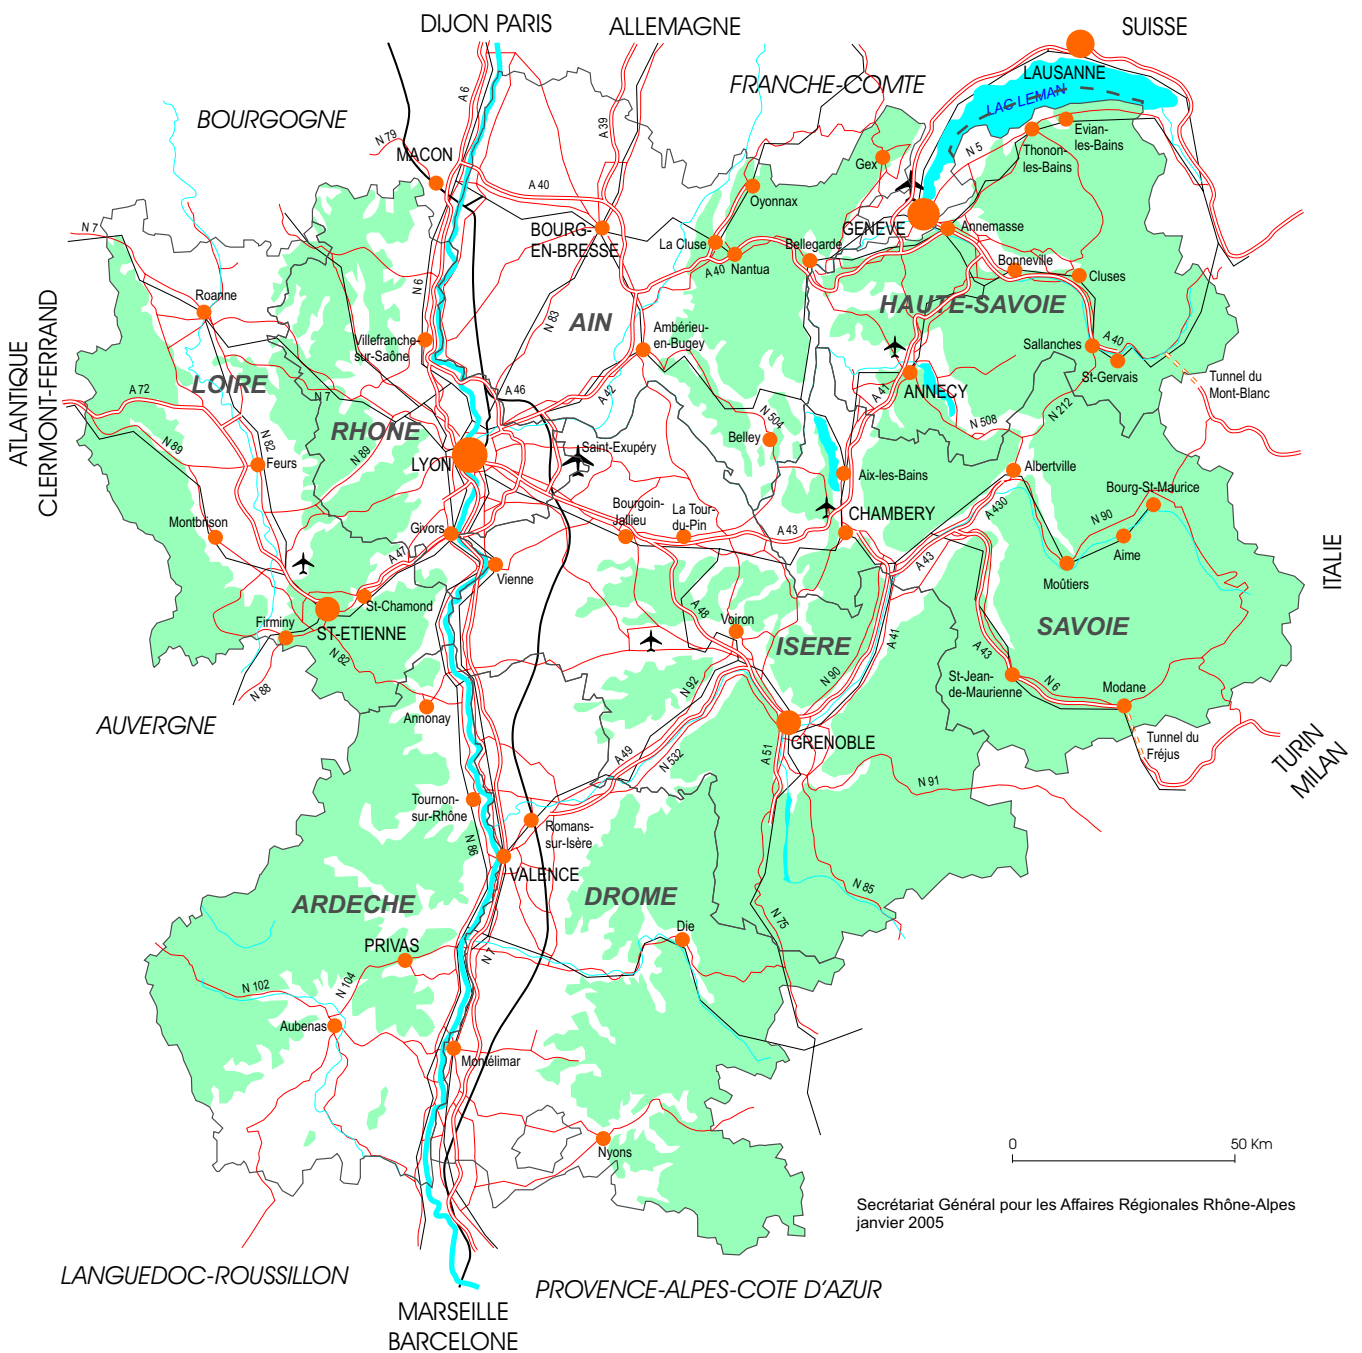 DIJON PARIS
ALLEMAGNE
SUISSE
FRANCHE-COMTE
LAUSANNE
LAC LEMAN
BOURGOGNE
A 6
A 39
N 79
MACON
A 40
N 5
Evian-
les-Bains
Thonon-
les-Bains
Gex
Oyonnax
N 7
BOURG-
EN-BRESSE
La Cluse
Nantua
A 40
Bellegarde
GENEVE
Annemasse
Bonneville
Cluses
Roanne
N 6
N 83
AIN
HAUTE-SAVOIE
Villefranche-
sur-Saône
Ambérieu-
en-Bugey
Sallanches
A 40
St-Gervais
Tunnel du
Mont-Blanc
ATLANTIQUE
CLERMONT-FERRAND
A 72
LOIRE
N 7
A 46
A 42
A 41
ANNECY
N 508
N 212
N 504
RHONE
N 89
N 82
N 89
LYON
Saint-Exupéry
Belley
Feurs
Aix-les-Bains
Albertville
Bourg-St-Maurice
Montbrison
Givors
Bourgoin-
Jallieu
La Tour-
du-Pin
A 43
CHAMBERY
A 430
N 90
Aime
ITALIE
A 47
Vienne
A 43
Moûtiers
St-Chamond
Firminy
ST-ETIENNE
A 48
Voiron
ISERE
A 41
SAVOIE
N 82
N 88
N 92
N 90
A 43
St-Jean-
de-Maurienne
N 6
Modane
AUVERGNE
Annonay
GRENOBLE
Tunnel du
Fréjus
TURIN
MILAN
A 49
N 532
A 51
N 91
Tournon-
sur-Rhône
Romans-
sur-Isère
N 86
VALENCE
N 85
ARDECHE
DROME
N 75
Die
PRIVAS
N 7
N 102
N 104
Aubenas
Montélimar
Nyons
0
50 Km
Secrétariat Général pour les Affaires Régionales Rhône-Alpes
janvier 2005
LANGUEDOC-ROUSSILLON
PROVENCE-ALPES-COTE D'AZUR
MARSEILLE
BARCELONE